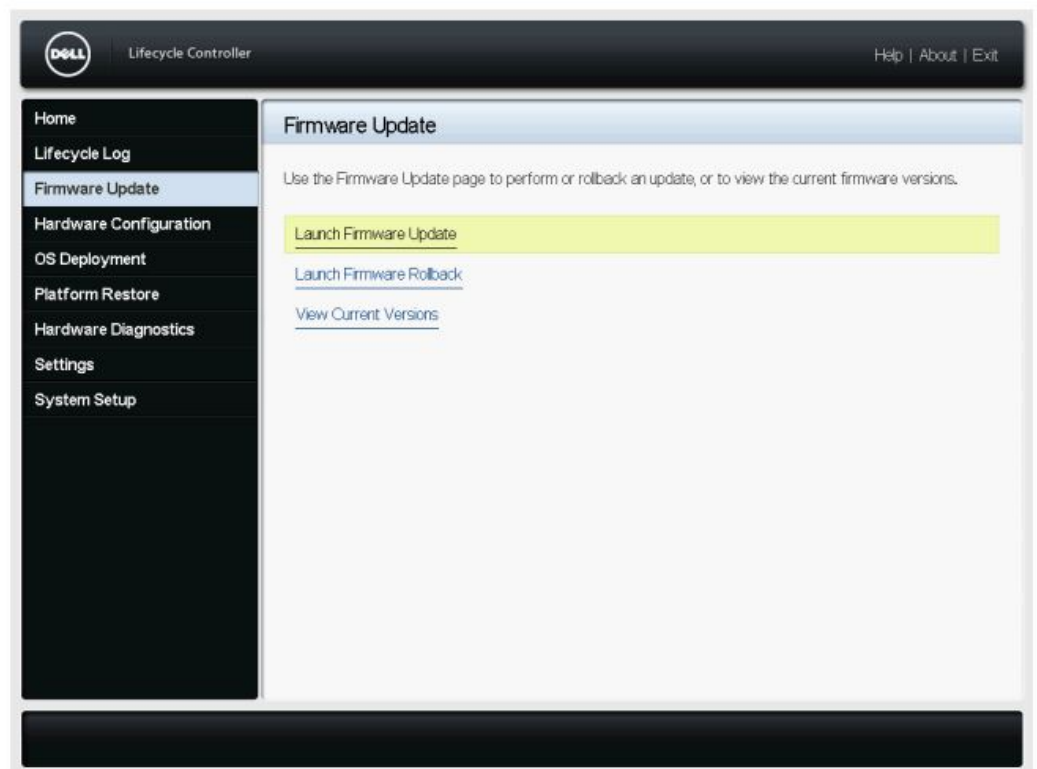 DELL
Lifecycle Controller
Help | About | Exit
Home
Lifecycle Log
Firmware Update
Hardware Configuration
OS Deployment
Platform Restore
Hardware Diagnostics
Settings
System Setup
Firmware Update
Use the Firmware Update page to perform or rollback an update, or to view the current firmware versions.
Launch Firmware Update
Launch Firmware Rollback
View Current Versions